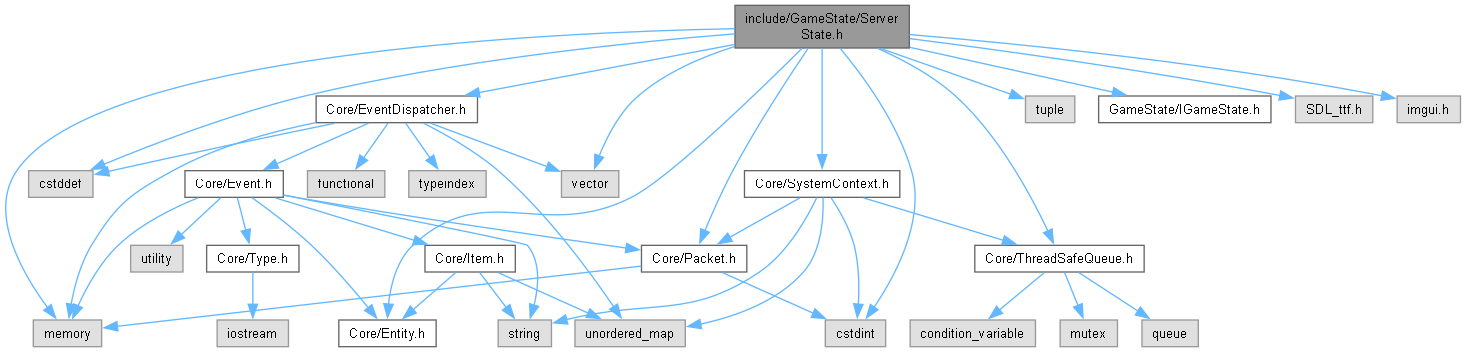 include/GameState/Server
State.h
Core/EventDispatcher.h
tuple
GameState/IGameState.h
SDL_ttf.h
imgui.h
cstddef
Core/Event.h
functional
typeindex
vector
Core/SystemContext.h
utility
Core/Type.h
Core/Item.h
Core/Packet.h
Core/ThreadSafeQueue.h
memory
iostream
Core/Entity.h
string
unordered_map
cstdint
condition_variable
mutex
queue